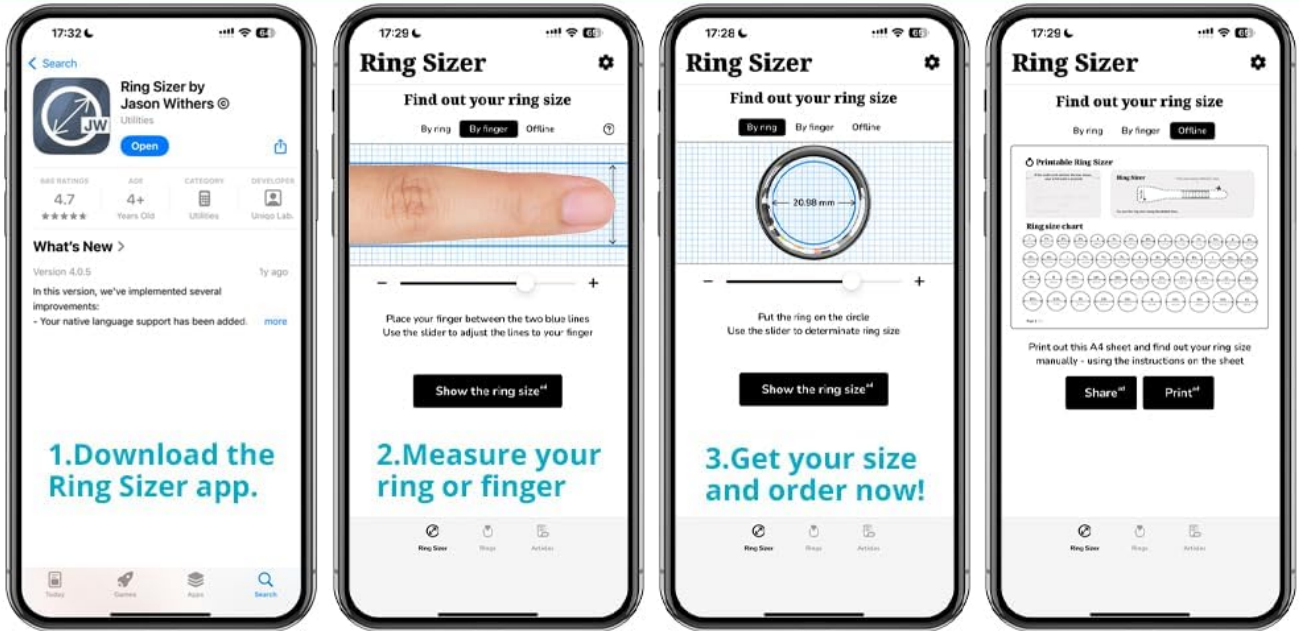 17:32
Search
Ring Sizer by
Jason Withers
Utilities
Open
RATINGS
AGE
CATEGORY
DEVELOPER
4.7
4+
★★★★★
Years Old
Utilities
Uniqo Lab.
What's New >
Version 4.0.5
1y ago
In this version, we've implemented several
improvements:
- Your native language support has been added.
more
1.Download the
Ring Sizer app.
Today
Games
Apps
Search
17:29
Ring Sizer
Find out your ring size
By ring
By finger
Offline
Place your finger between the two blue lines
Use the slider to adjust the lines to your finger
Show the ring size ad
2.Measure your
ring or finger
Ring Sizer
Rings
Articles
17:28
Ring Sizer
Find out your ring size
By ring
By finger
Offline
20.98 mm
Put the ring on the circle
Use the slider to determinate ring size
Show the ring size ad
3.Get your size
and order now!
Ring Sizer
Rings
Articles
17:29
Ring Sizer
Find out your ring size
By ring
By finger
Offline
Printable Ring Sizer
Ring Sizer
Ring size chart
Print out this A4 sheet and find out your ring size
manually - using the instructions on the sheet
Share ad
Print ad
Ring Sizer
Rings
Articles